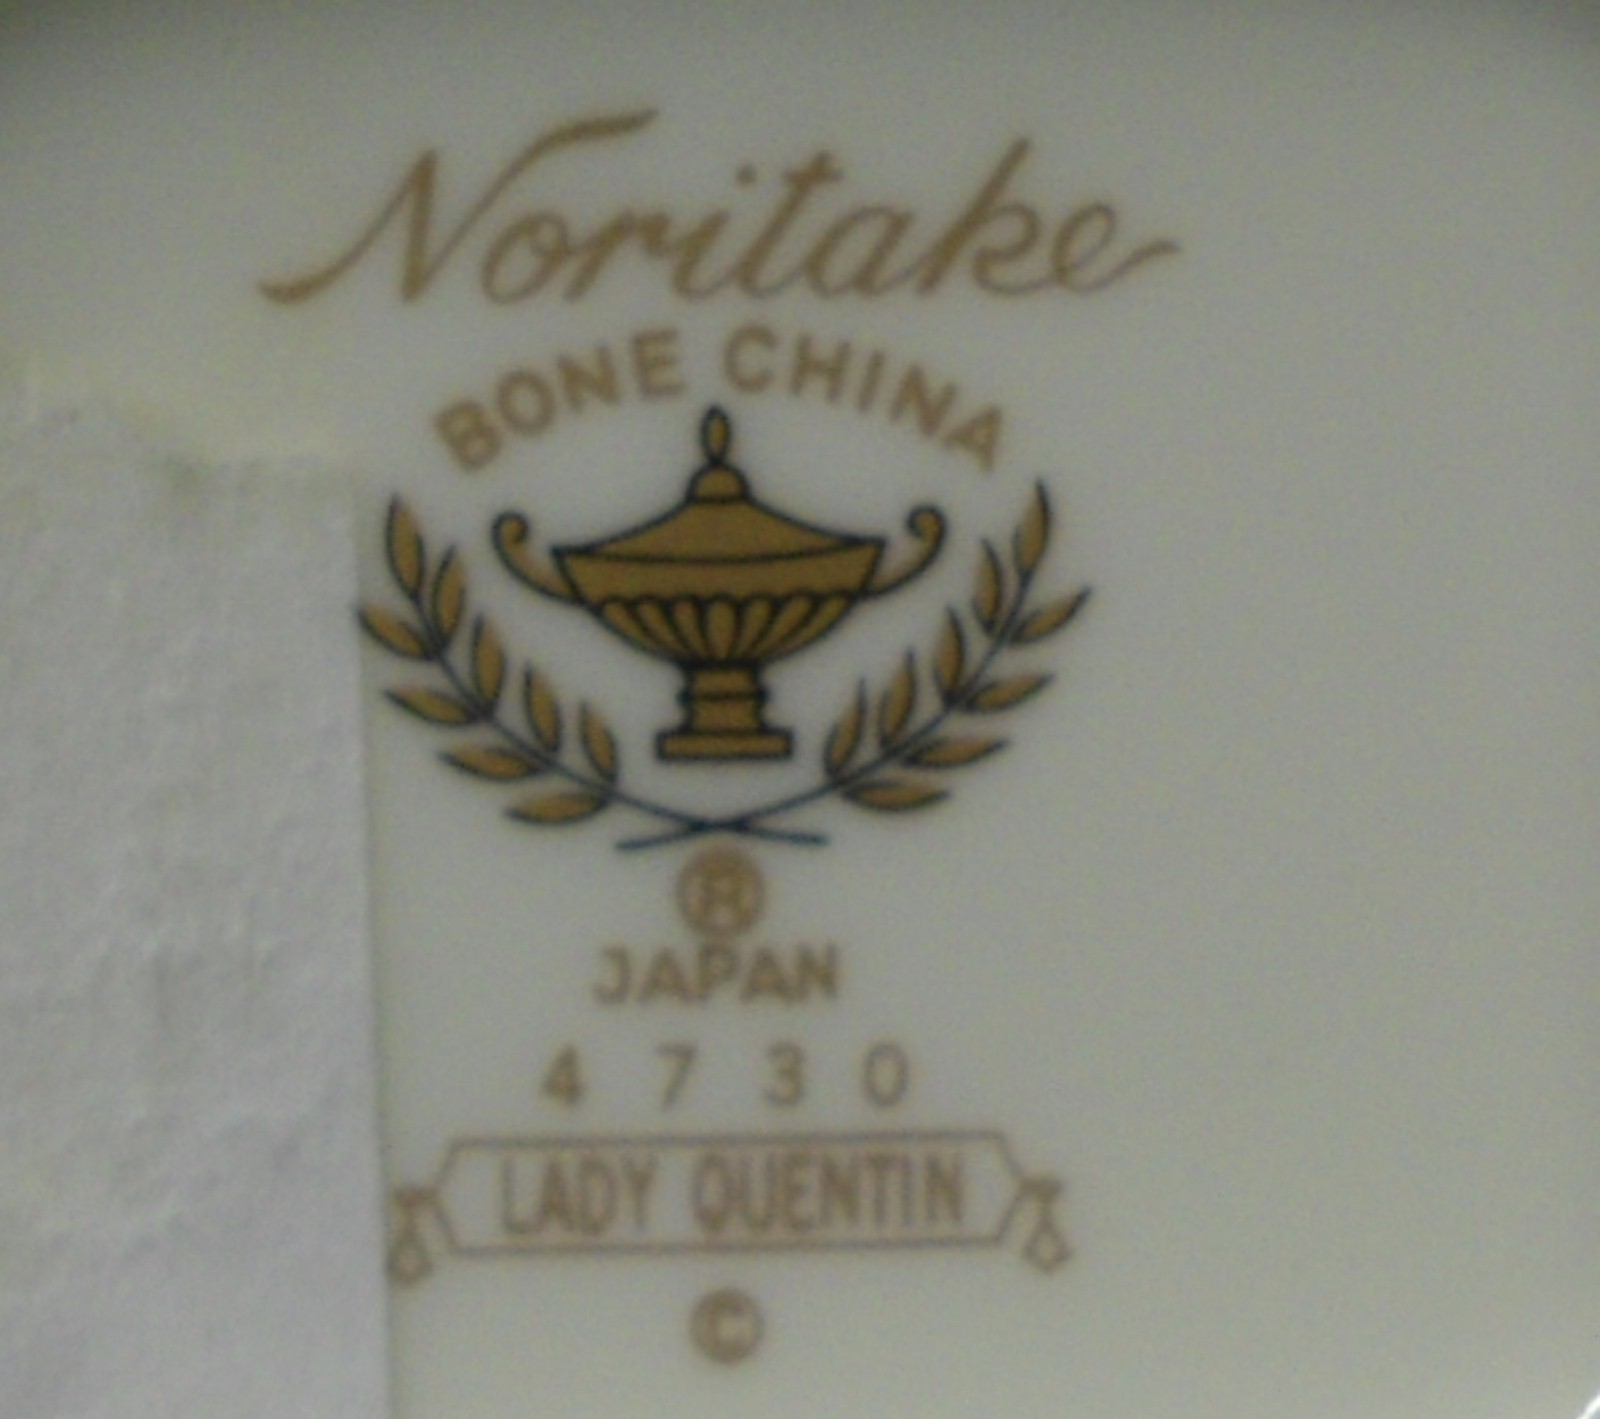 Noritake
BONE CHINA
®
JAPAN
4730
LADY QUENTIN
©